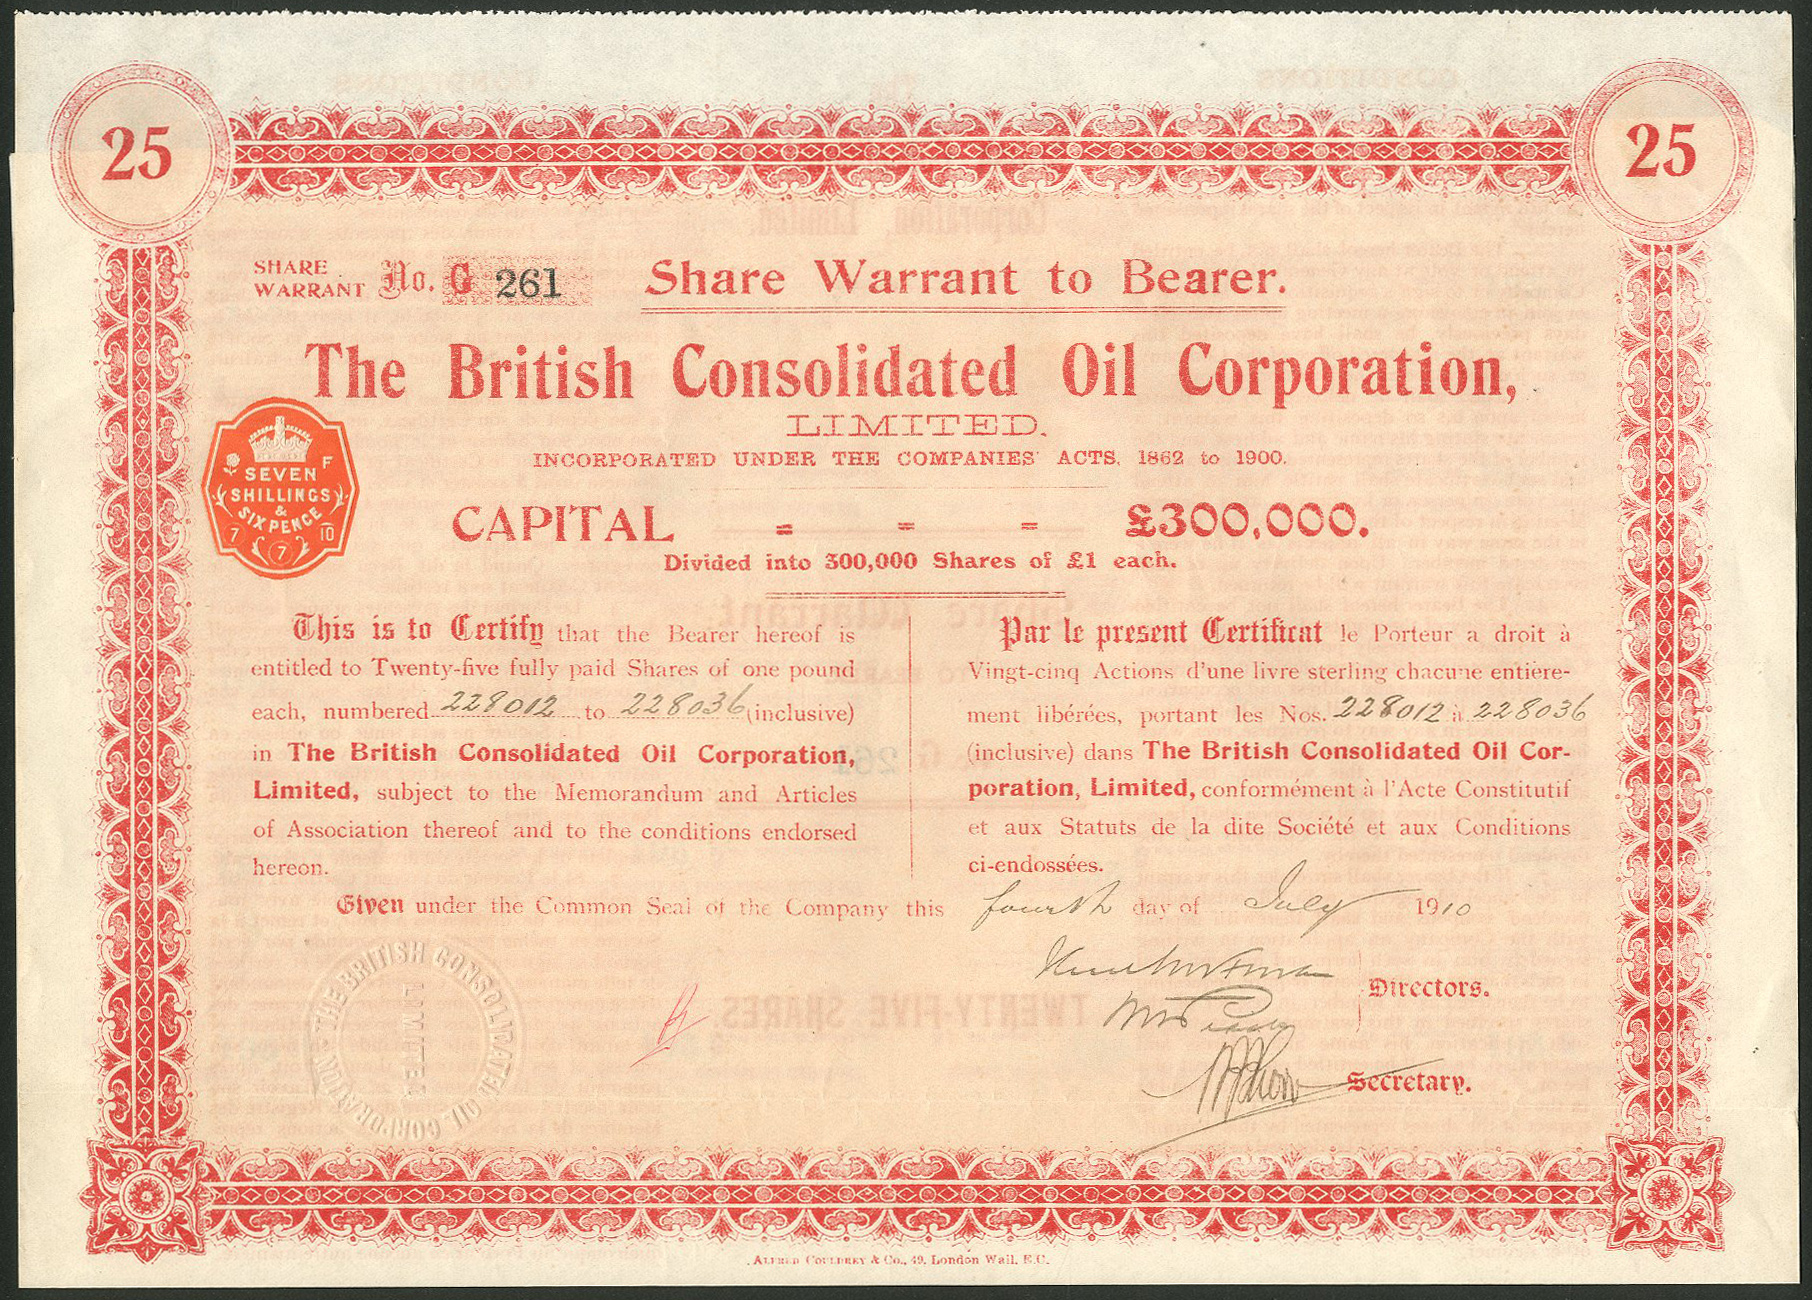 25
25
SHARE WARRANT No. G 261
Share Warrant to Bearer.
The British Consolidated Oil Corporation,
LIMITED.
INCORPORATED UNDER THE COMPANIES' ACTS, 1862 to 1900.
SEVEN
SHILLINGS
&
SIXPENCE
F
7 7 10
CAPITAL - - - £300,000.
Divided into 300,000 Shares of £1 each.
This is to Certify that the Bearer hereof is
entitled to Twenty-five fully paid Shares of one pound
each, numbered 228012 to 228036 (inclusive)
in The British Consolidated Oil Corporation,
Limited, subject to the Memorandum and Articles
of Association thereof and to the conditions endorsed
hereon.
Par le present Certificat le Porteur a droit à
Vingt-cinq Actions d'une livre sterling chacune entière-
ment libérées, portant les Nos. 228012 à 228036
(inclusive) dans The British Consolidated Oil Cor-
poration, Limited, conformément à l'Acte Constitutif
et aux Statuts de la dite Société et aux Conditions
ci-endossées.
Given under the Common Seal of the Company this fourth day of July 1910
Directors.
Secretary.
THE BRITISH CONSOLIDATED OIL CORPORATION
LIMITED
ALFRED COULDREY & Co., 49, London Wall, E.C.